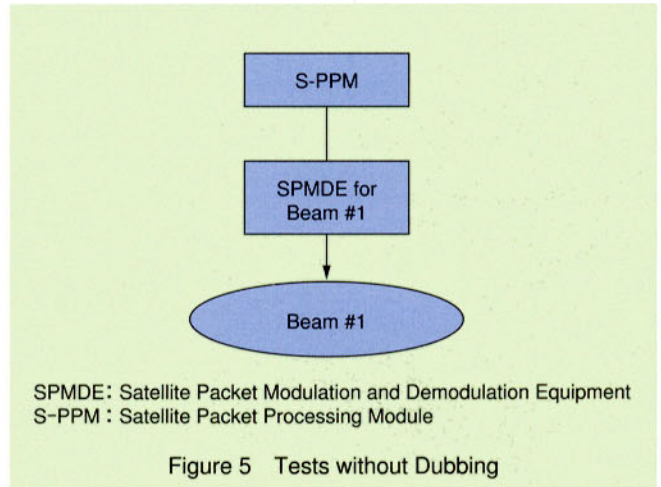 S-PPM
SPMDE for
Beam #1
Beam #1
SPMDE: Satellite Packet Modulation and Demodulation Equipment
S-PPM : Satellite Packet Processing Module
Figure 5 Tests without Dubbing